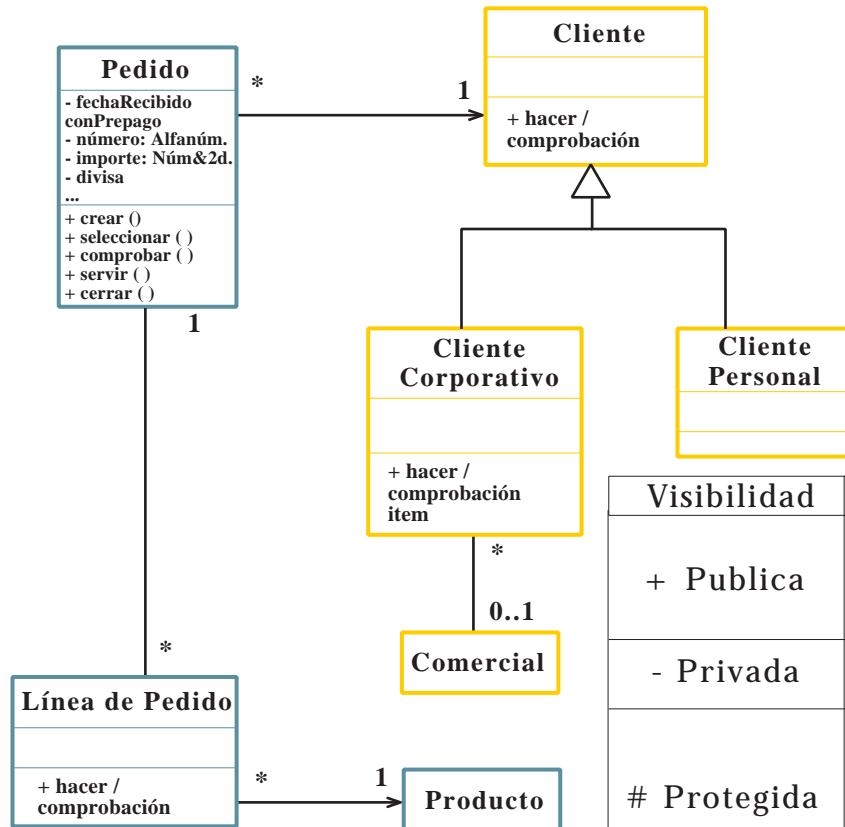 Pedido
- fechaRecibido
conPrepago
- número: Alfanúm.
- importe: Núm&2d.
- divisa
...
+ crear ()
+ seleccionar ( )
+ comprobar ( )
+ servir ( )
+ cerrar ( )
*
1
Cliente
+ hacer /
comprobación
1
*
Cliente
Corporativo
+ hacer /
comprobación
item
Cliente
Personal
*
0..1
Comercial
Línea de Pedido
+ hacer /
comprobación
*
1
Producto
Visibilidad
+ Publica
- Privada
# Protegida